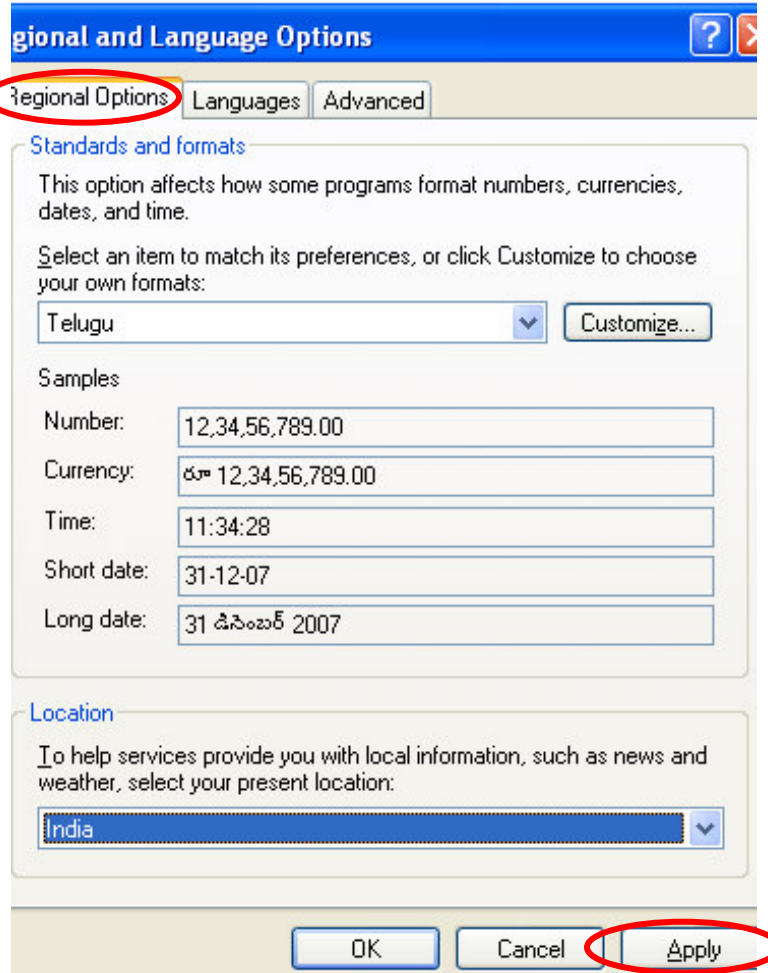 gional and Language Options
Regional Options Languages Advanced
Standards and formats
This option affects how some programs format numbers, currencies,
dates, and time.
Select an item to match its preferences, or click Customize to choose
your own formats:
Telugu Customize...
Samples
Number: 12,34,56,789.00
Currency: రూ 12,34,56,789.00
Time: 11:34:28
Short date: 31-12-07
Long date: 31 డిసెంబర్ 2007
Location
To help services provide you with local information, such as news and
weather, select your present location:
India
OK Cancel Apply